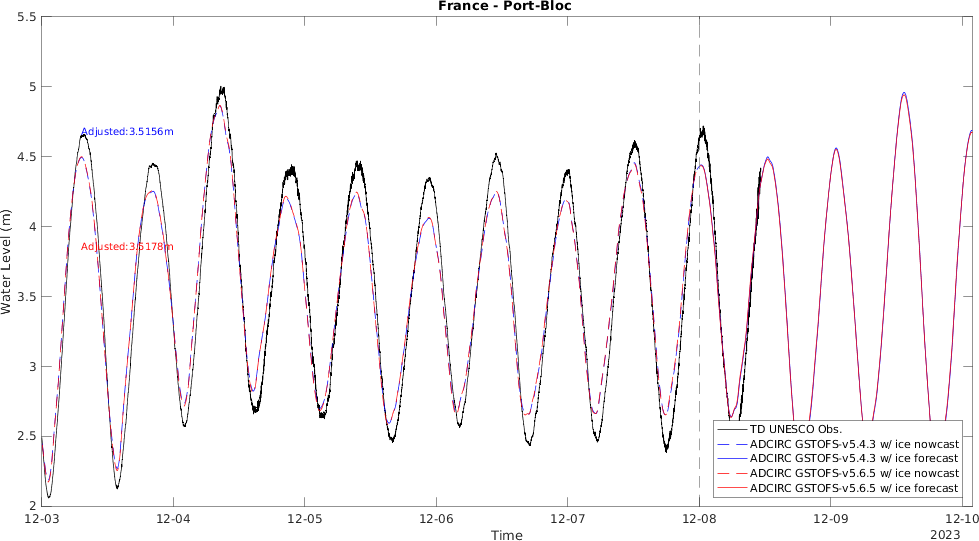 France - Port-Bloc
5.5
5
4.5
4
3.5
3
2.5
2
Water Level (m)
Adjusted:3.5156m
Adjusted:3.5178m
TD UNESCO Obs.
ADCIRC GSTOFS-v5.4.3 w/ ice nowcast
ADCIRC GSTOFS-v5.4.3 w/ ice forecast
ADCIRC GSTOFS-v5.6.5 w/ ice nowcast
ADCIRC GSTOFS-v5.6.5 w/ ice forecast
12-03 12-04 12-05 12-06 12-07 12-08 12-09 12-10
Time
2023